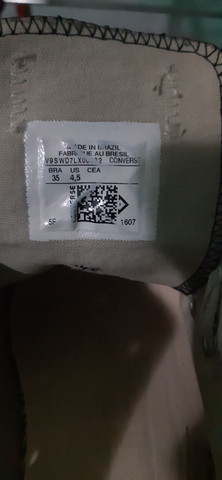 MADE IN BRAZIL
FABRIQUE AU BRESIL
CONVERSE
BRA US CEA
35 4,5
1607